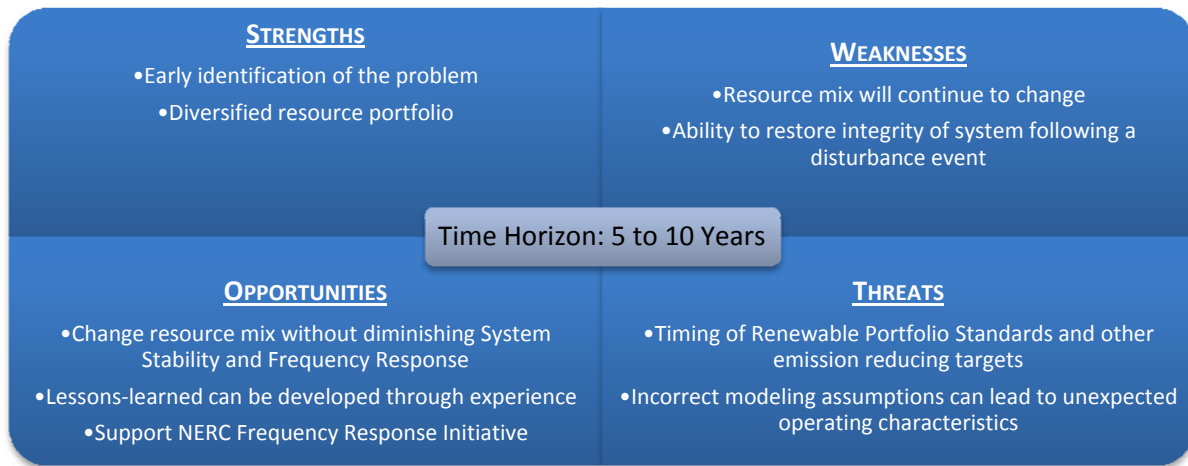 STRENGTHS
•Early identification of the problem
•Diversified resource portfolio
WEAKNESSES
•Resource mix will continue to change
•Ability to restore integrity of system following a
disturbance event
Time Horizon: 5 to 10 Years
OPPORTUNITIES
•Change resource mix without diminishing System
Stability and Frequency Response
•Lessons-learned can be developed through experience
•Support NERC Frequency Response Initiative
THREATS
•Timing of Renewable Portfolio Standards and other
emission reducing targets
•Incorrect modeling assumptions can lead to unexpected
operating characteristics